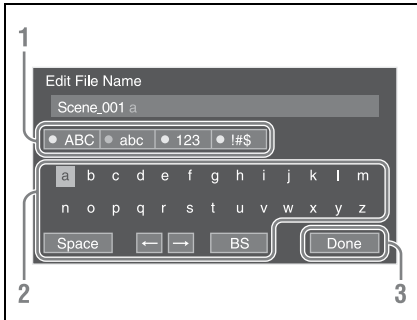 1
Edit File Name
Scene_001 a
ABC abc 123 !#$
a b c d e f g h i j k l m
n o p q r s t u v w x y z
Space ← → BS Done
2 3